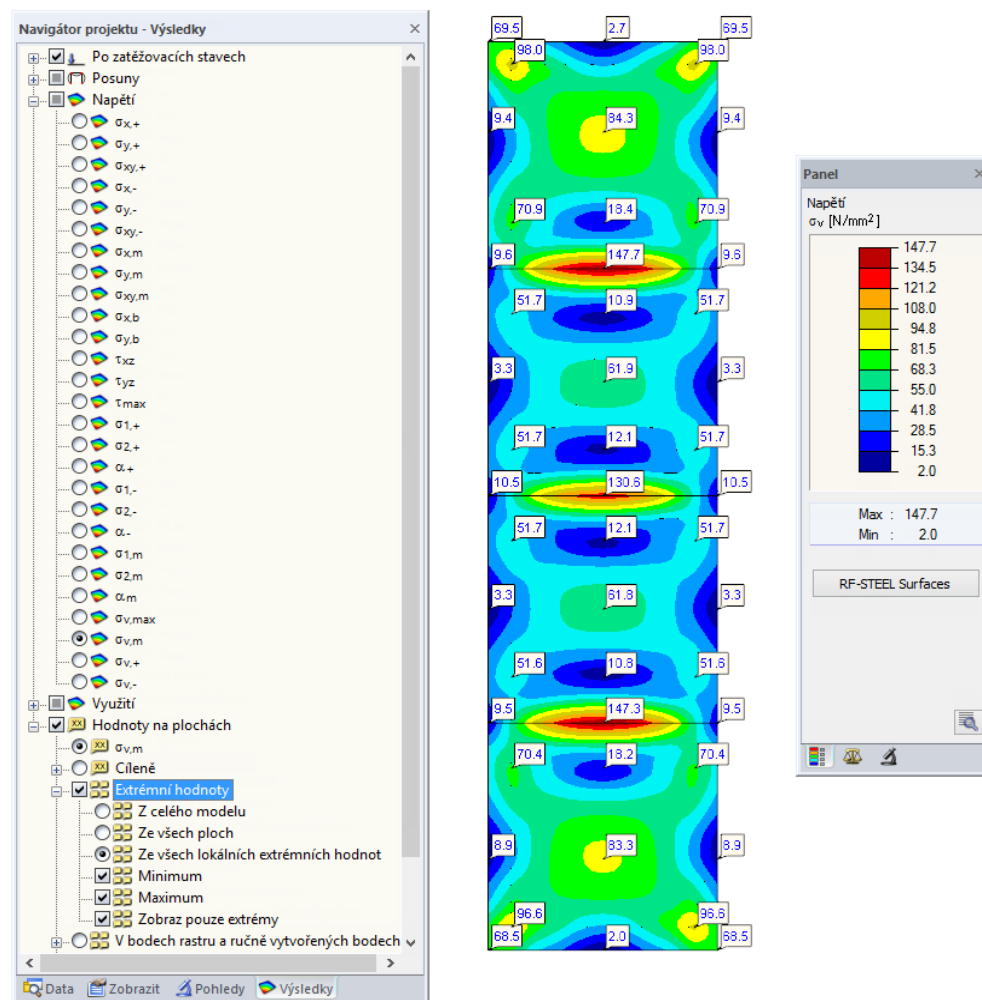 Navigátor projektu - Výsledky
Po zatěžovacích stavech
Posuny
Napětí
σx,+
σy,+
σxy,+
σx,-
σy,-
σxy,-
σx,m
σy,m
σxy,m
σx,b
σy,b
τxz
τyz
τmax
σ1,+
σ2,+
α+
σ1,-
σ2,-
α-
σ1,m
σ2,m
αm
σv,max
σv,m
σv,+
σv,-
Využití
Hodnoty na plochách
σv,m
Cíleně
Extrémní hodnoty
Z celého modelu
Ze všech ploch
Ze všech lokálních extrémních hodnot
Minimum
Maximum
Zobraz pouze extrémy
V bodech rastru a ručně vytvořených bodech
Data Zobrazit Pohledy Výsledky
69.5 2.7 69.5
98.0 98.0
9.4 84.3 9.4
70.9 18.4 70.9
9.6 147.7 9.6
51.7 10.9 51.7
3.3 61.9 3.3
51.7 12.1 51.7
10.5 130.6 10.5
51.7 12.1 51.7
3.3 61.8 3.3
51.6 10.8 51.6
9.5 147.3 9.5
70.4 18.2 70.4
8.9 83.3 8.9
96.6 96.6
68.5 2.0 68.5
Panel
Napětí
σv [N/mm²]
147.7
134.5
121.2
108.0
94.8
81.5
68.3
55.0
41.8
28.5
15.3
2.0
Max : 147.7
Min : 2.0
RF-STEEL Surfaces